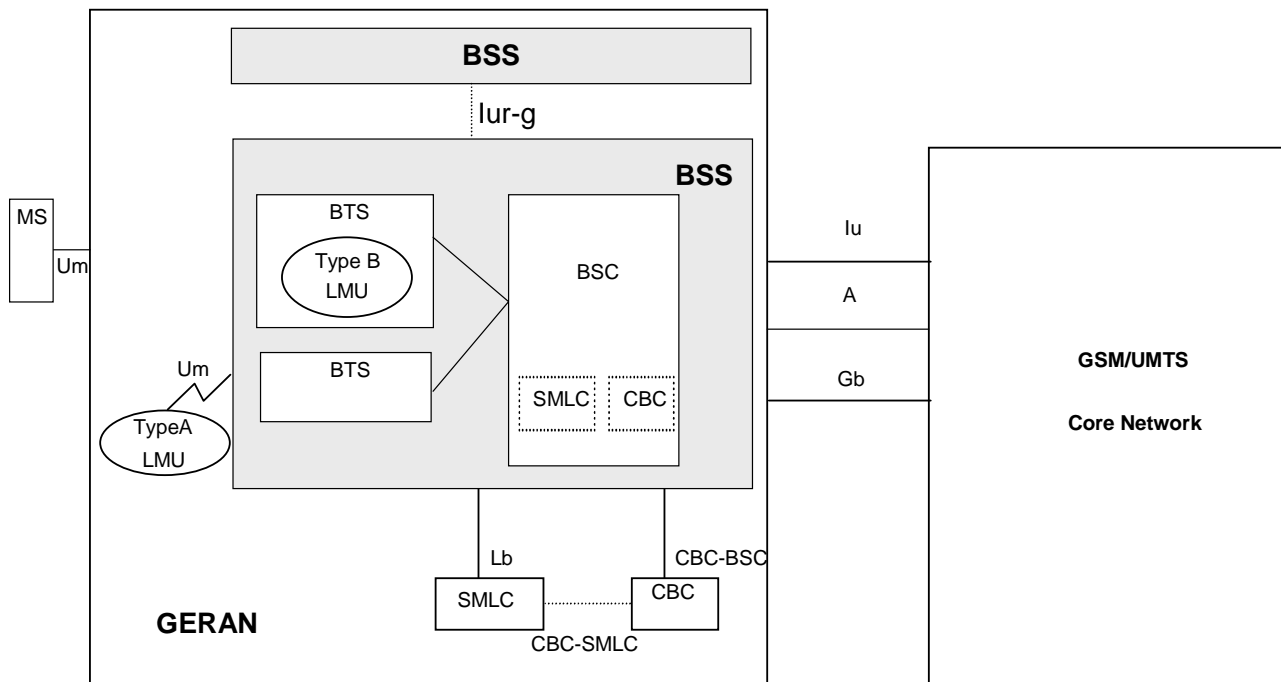 BSS
Iur-g
BSS
MS
Um
BTS
Type B
LMU
BSC
Iu
A
Um
BTS
SMLC
CBC
Gb
GSM/UMTS
Core Network
TypeA
LMU
Lb
CBC-BSC
SMLC
CBC
GERAN
CBC-SMLC